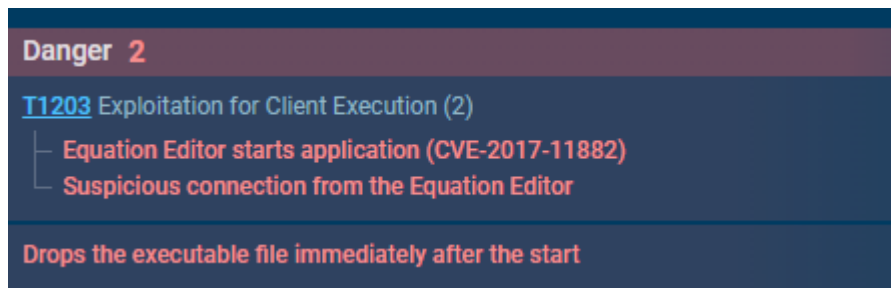 Danger 2
T1203 Exploitation for Client Execution (2)
Equation Editor starts application (CVE-2017-11882)
Suspicious connection from the Equation Editor
Drops the executable file immediately after the start